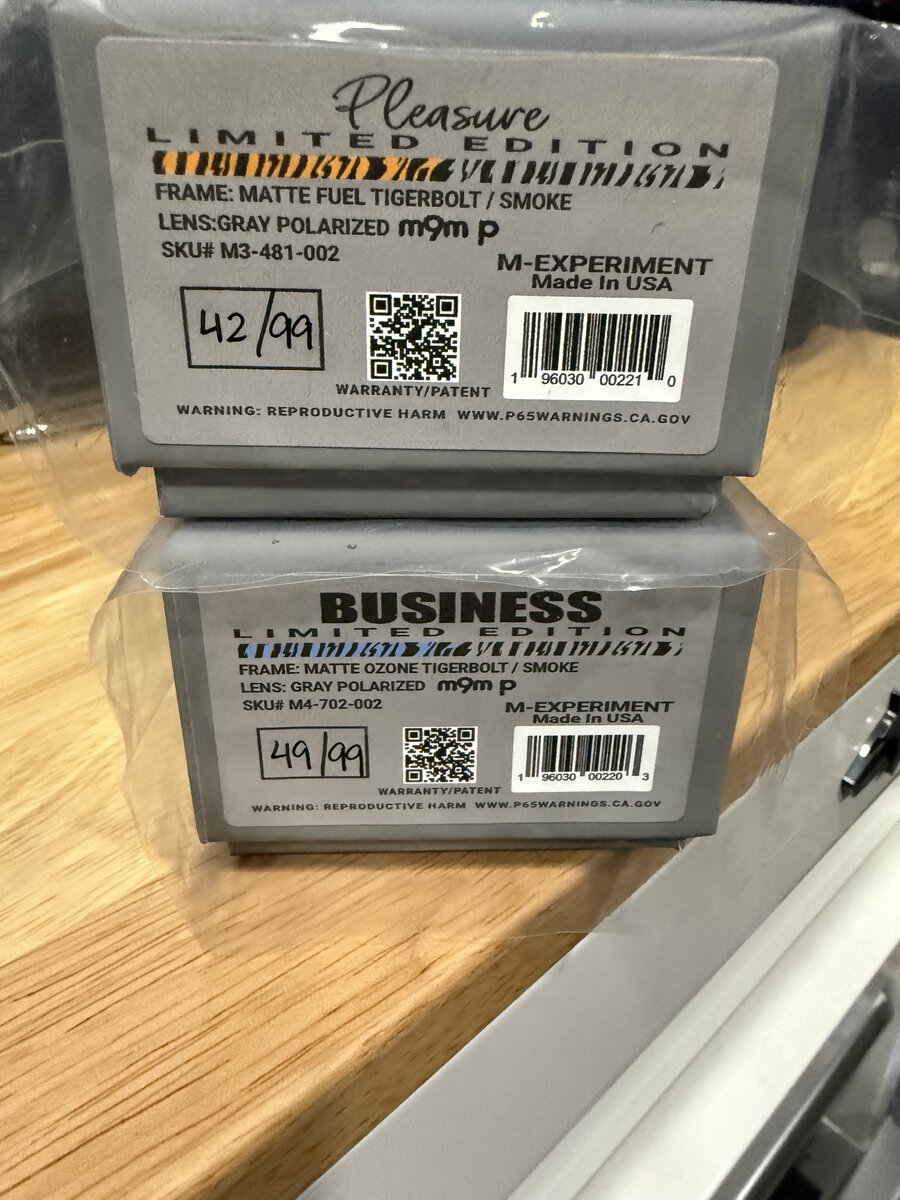 Pleasure
LIMITED EDITION
FRAME: MATTE FUEL TIGERBOLT / SMOKE
LENS:GRAY POLARIZED m9m p
SKU# M3-481-002
M-EXPERIMENT
Made In USA
42/99
1 96030 00221 0
WARRANTY/PATENT
WARNING: REPRODUCTIVE HARM WWW.P65WARNINGS.CA.GOV
BUSINESS
LIMITED EDITION
FRAME: MATTE OZONE TIGERBOLT / SMOKE
LENS: GRAY POLARIZED m9m p
SKU# M4-702-002
M-EXPERIMENT
Made In USA
49/99
1 96030 00220 3
WARRANTY/PATENT
WARNING: REPRODUCTIVE HARM WWW.P65WARNINGS.CA.GOV